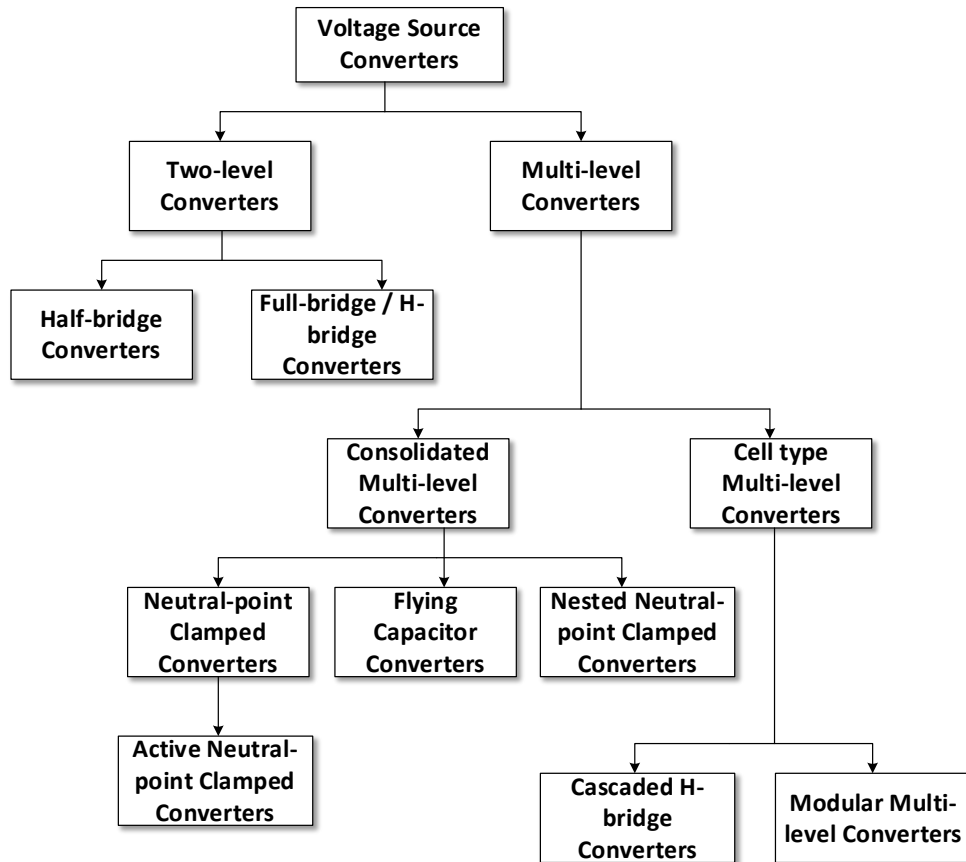 Voltage Source
Converters
Two-level
Converters
Multi-level
Converters
Half-bridge
Converters
Full-bridge / H-
bridge
Converters
Consolidated
Multi-level
Converters
Cell type
Multi-level
Converters
Neutral-point
Clamped
Converters
Flying
Capacitor
Converters
Nested Neutral-
point Clamped
Converters
Active Neutral-
point Clamped
Converters
Cascaded H-
bridge
Converters
Modular Multi-
level Converters